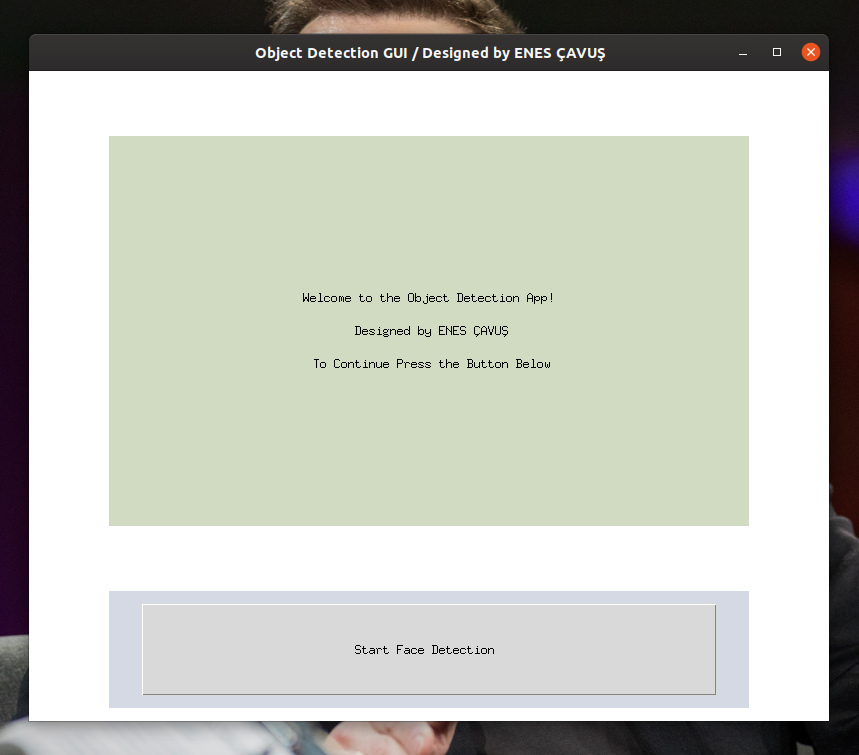 Object Detection GUI / Designed by ENES ÇAVUŞ
Welcome to the Object Detection App!
Designed by ENES ÇAVUŞ
To Continue Press the Button Below
Start Face Detection